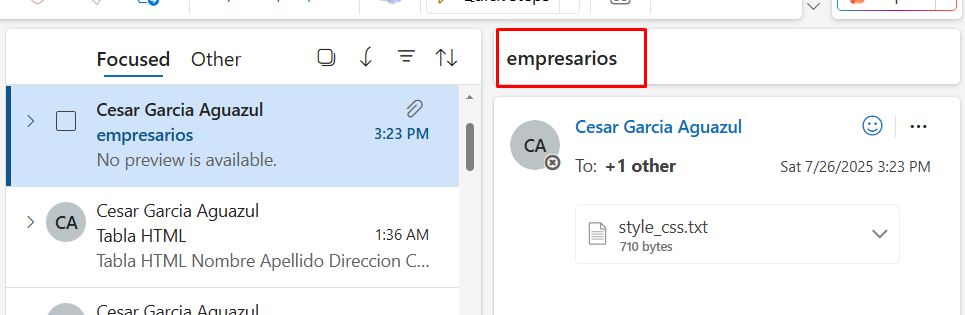 Quick Steps
Focused
Other
Cesar Garcia Aguazul
empresarios
3:23 PM
No preview is available.
CA
Cesar Garcia Aguazul
Tabla HTML
1:36 AM
Tabla HTML Nombre Apellido Direccion C...
Cesar Garcia Aguazul
empresarios
CA
Cesar Garcia Aguazul
To: +1 other
Sat 7/26/2025 3:23 PM
style_css.txt
710 bytes